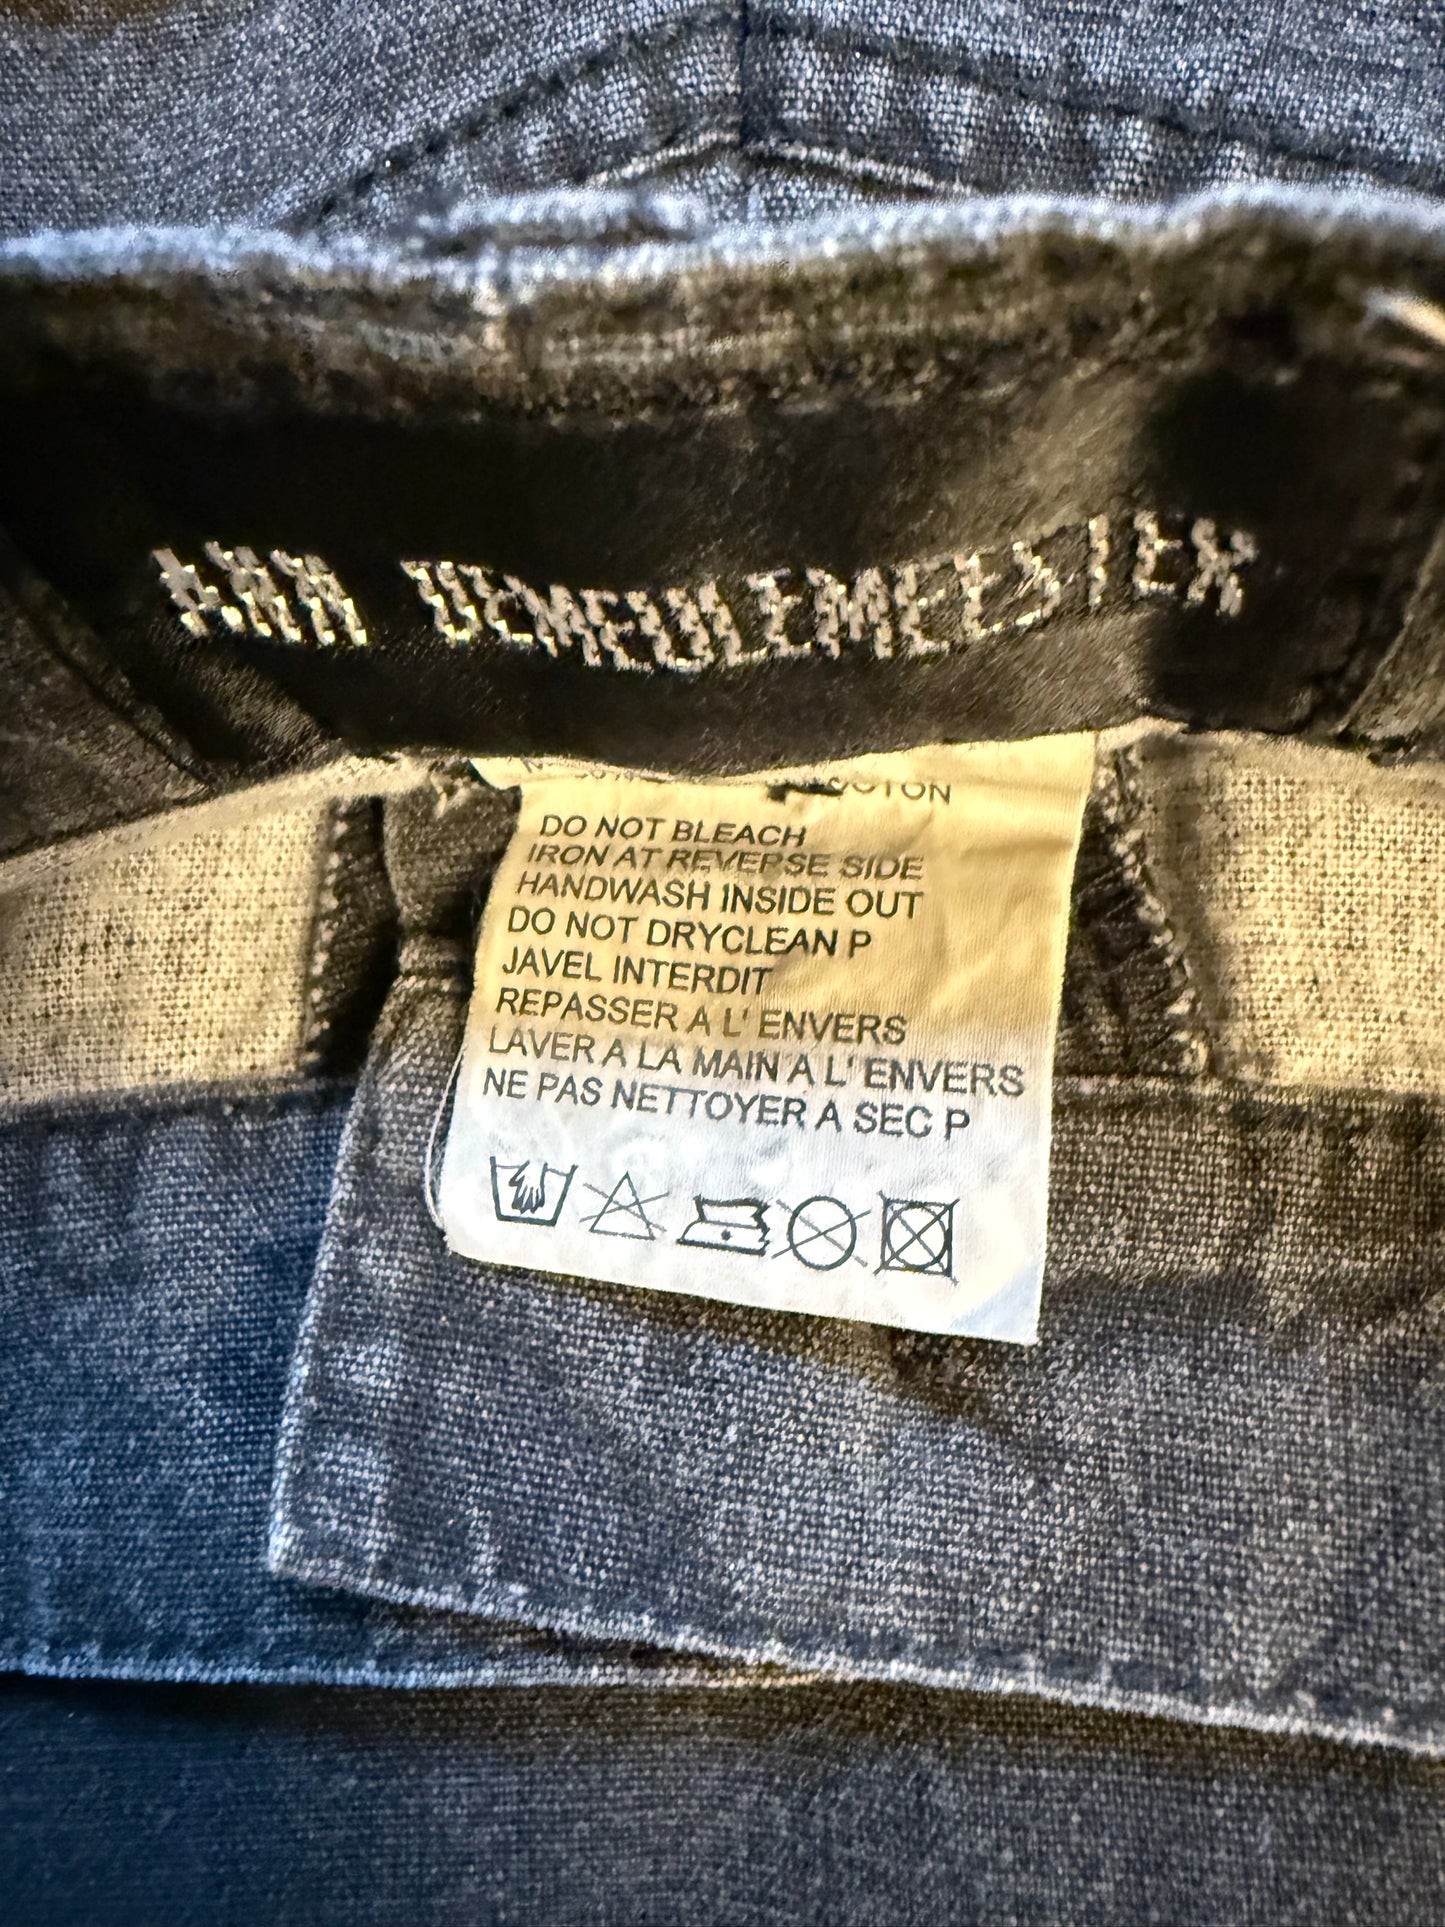 ANN DEMEULEMEESTER
COTON
DO NOT BLEACH
IRON AT REVERSE SIDE
HANDWASH INSIDE OUT
DO NOT DRYCLEAN P
JAVEL INTERDIT
REPASSER A L' ENVERS
LAVER A LA MAIN A L' ENVERS
NE PAS NETTOYER A SEC P